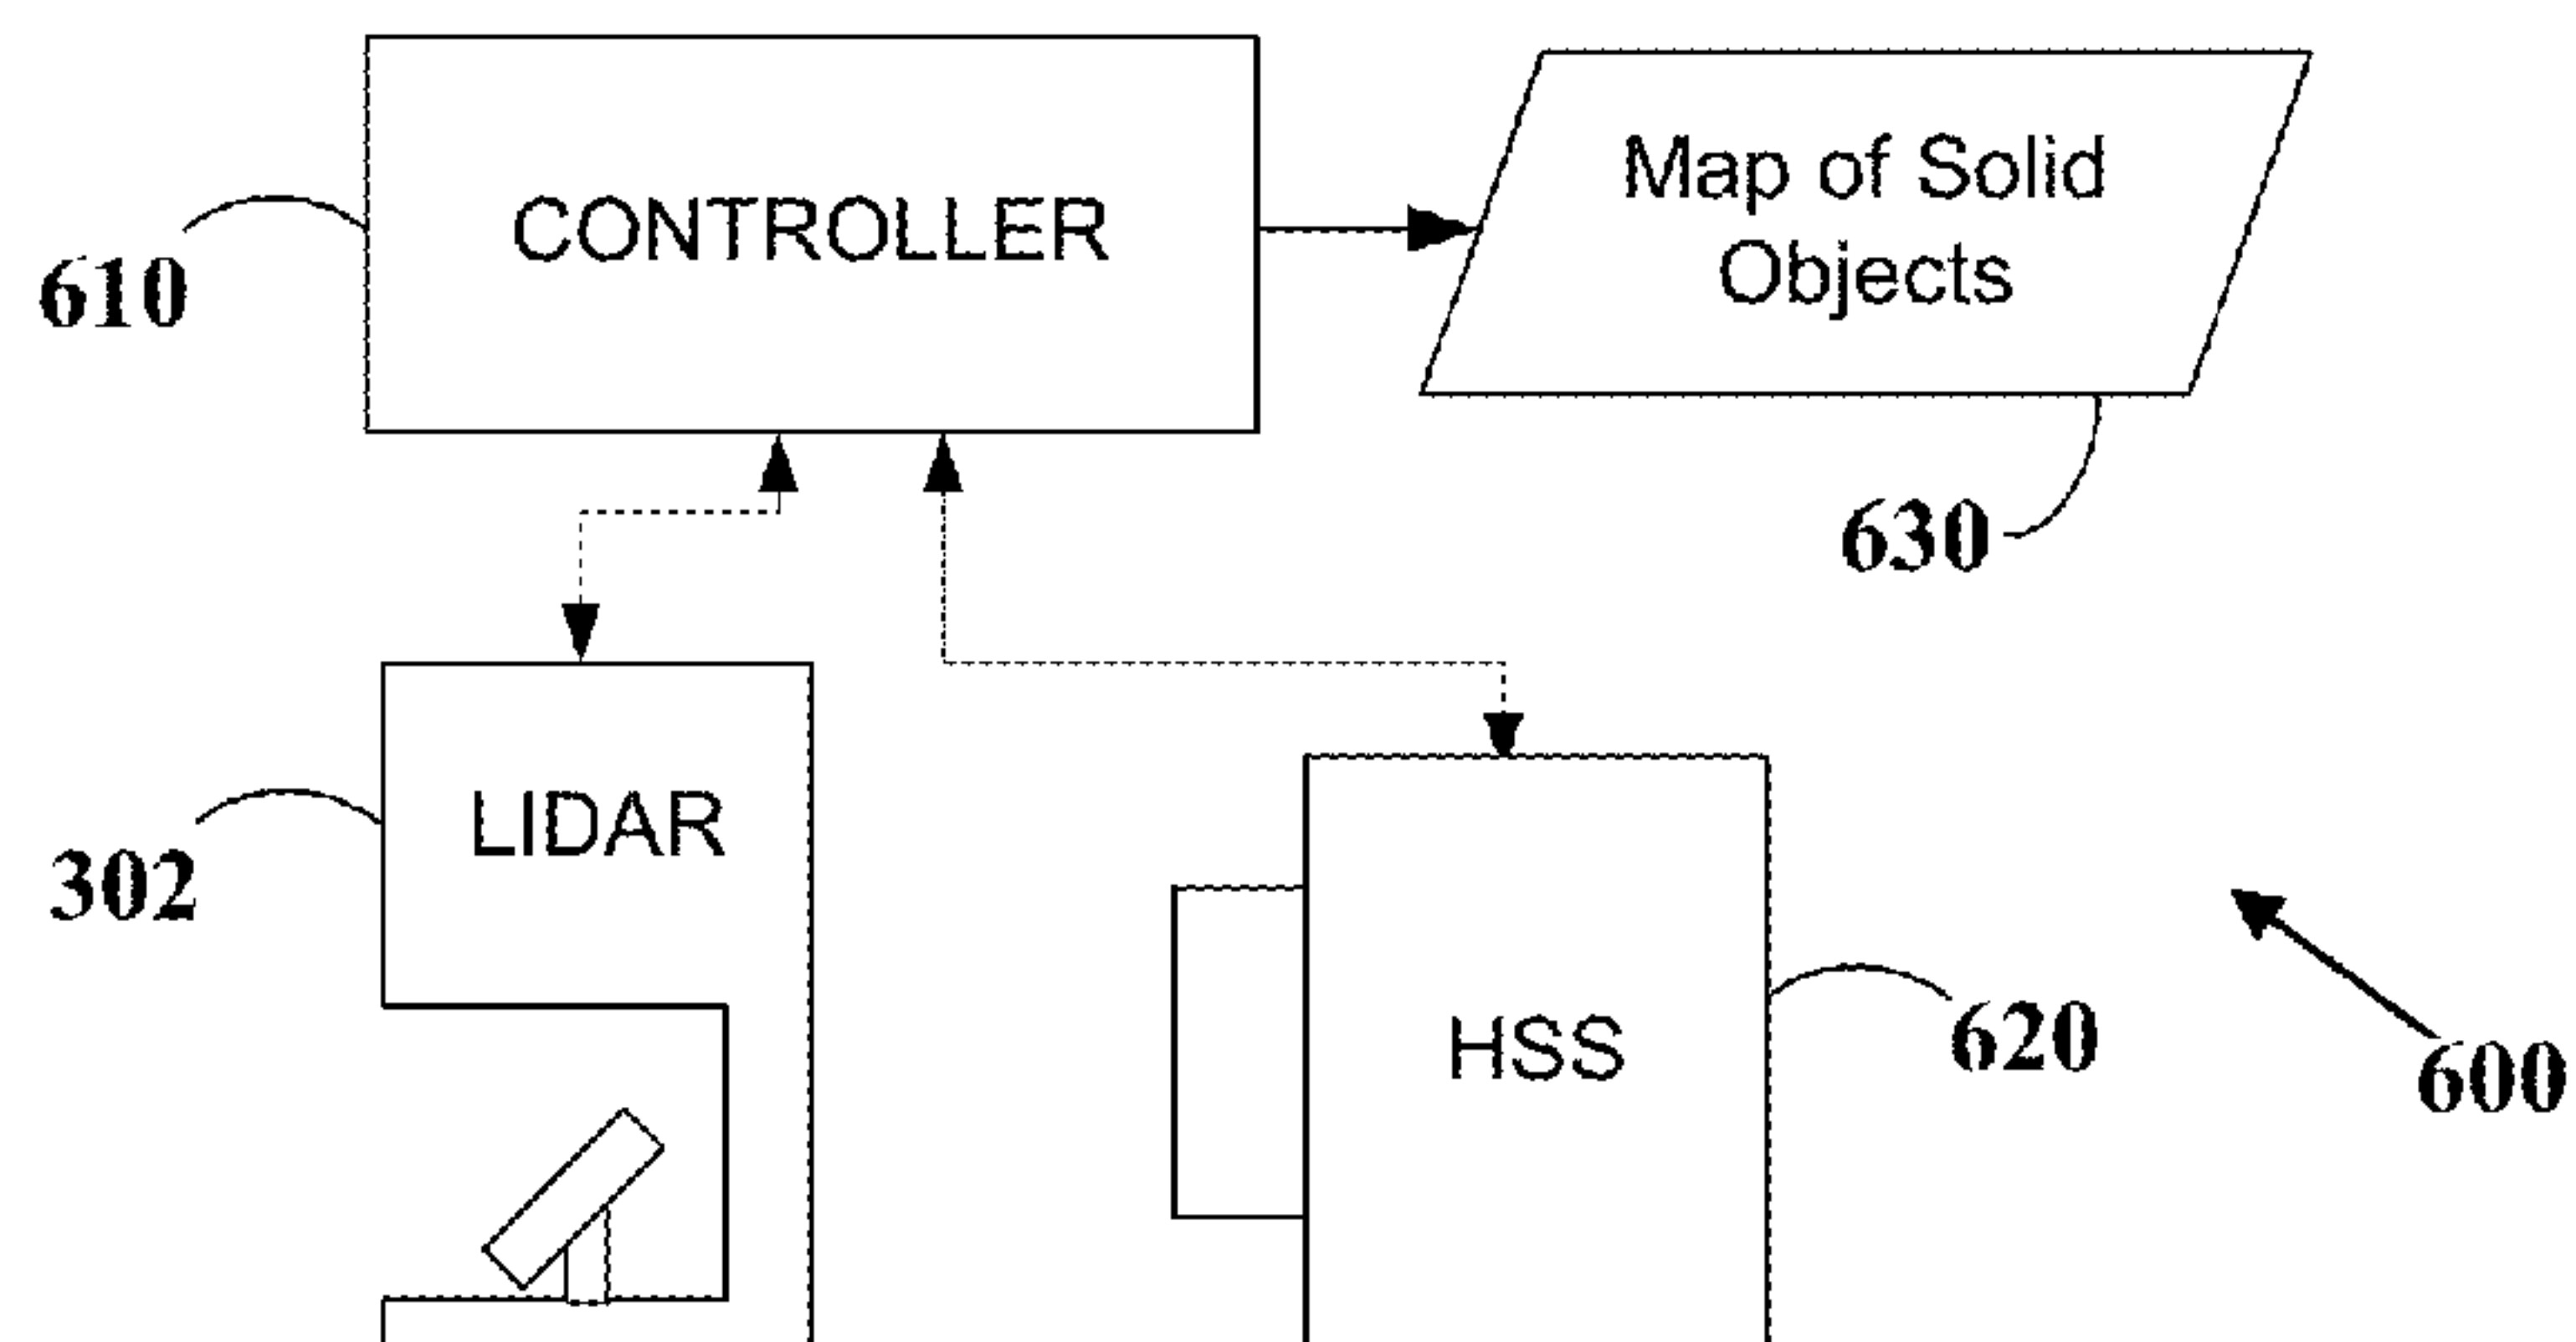 CONTROLLER
Map of Solid
Objects
610
630
LIDAR
302
HSS
620
600